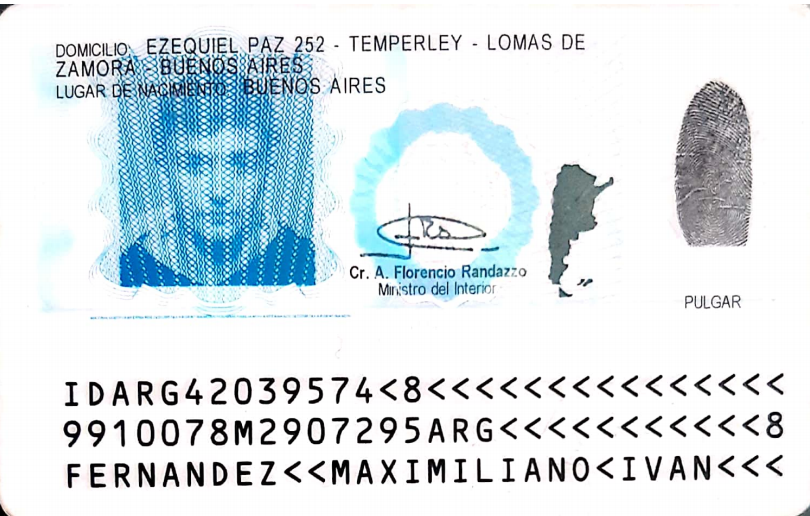 DOMICILIO: EZEQUIEL PAZ 252 - TEMPERLEY - LOMAS DE
ZAMORA - BUENOS AIRES
LUGAR DE NACIMIENTO: BUENOS AIRES
Cr. A. Florencio Randazzo
Ministro del Interior
PULGAR
IDARG42039574<8<<<<<<<<<<<<<<<
9910078M2907295ARG<<<<<<<<<<<8
FERNANDEZ<<MAXIMILIANO<IVAN<<<